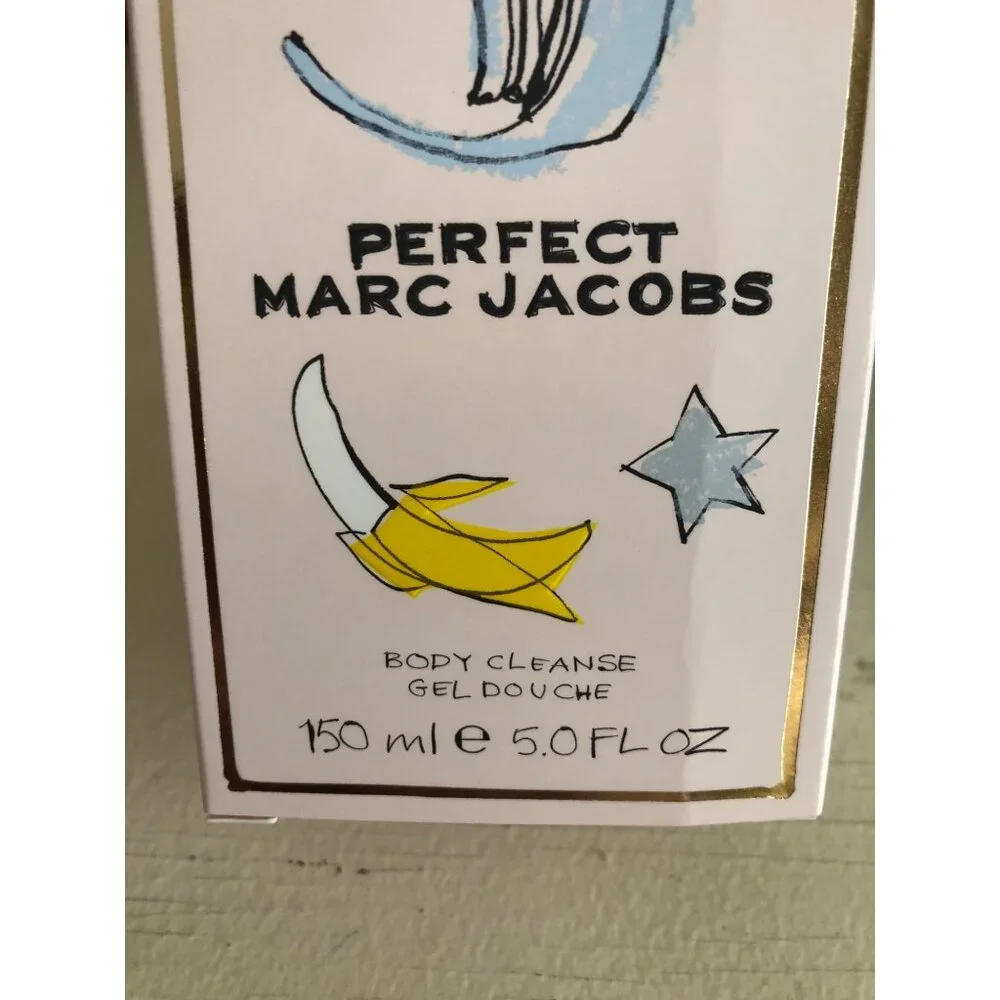 PERFECT
MARC JACOBS
BODY CLEANSE
GEL DOUCHE
150 ml e 5.0 FL OZ